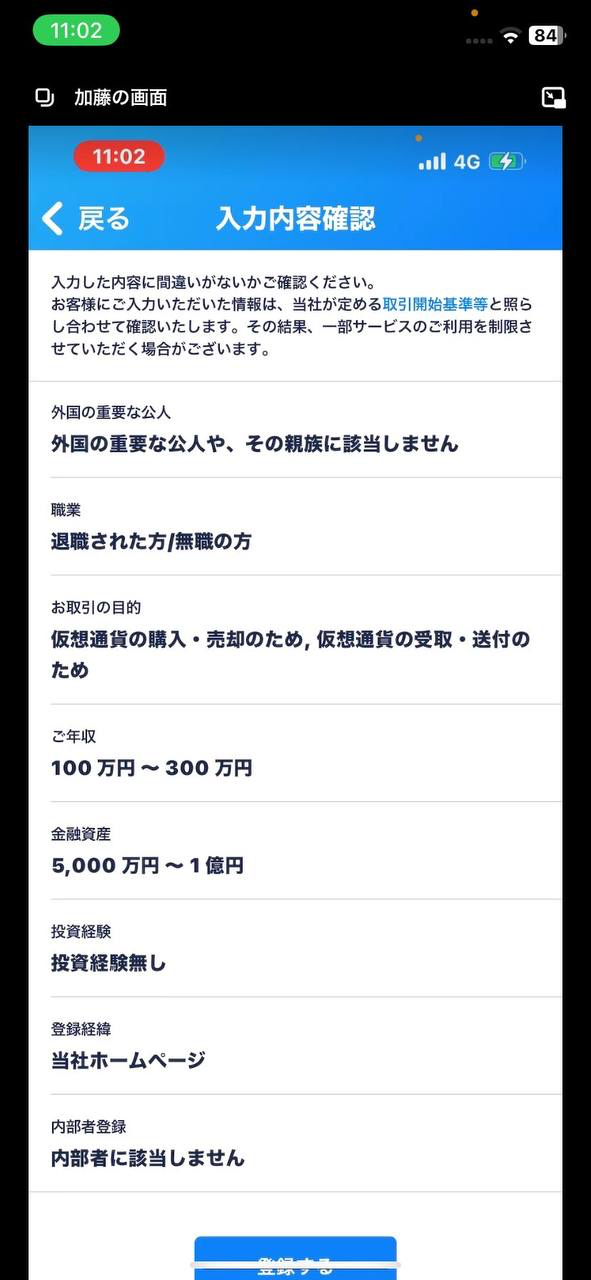 11:02
84
加藤の画面
11:02
4G
戻る
入力内容確認
入力した内容に間違いがないかご確認ください。
お客様にご入力いただいた情報は、当社が定める取引開始基準等と照ら
し合わせて確認いたします。その結果、一部サービスのご利用を制限さ
せていただく場合がございます。
外国の重要な公人
外国の重要な公人や、その親族に該当しません
職業
退職された方/無職の方
お取引の目的
仮想通貨の購入・売却のため, 仮想通貨の受取・送付の
ため
ご年収
100 万円 〜 300 万円
金融資産
5,000 万円 〜 1 億円
投資経験
投資経験無し
登録経緯
当社ホームページ
内部者登録
内部者に該当しません
登録する